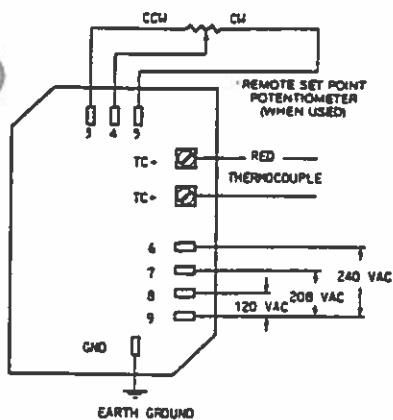 CCW CW
REMOTE SET POINT
POTENTIOMETER
(WHEN USED)
3 4 5
TC- RED
THERMOCOUPLE
TC+
6
7 240 VAC
8 208 VAC
120 VAC
9
GND
EARTH GROUND